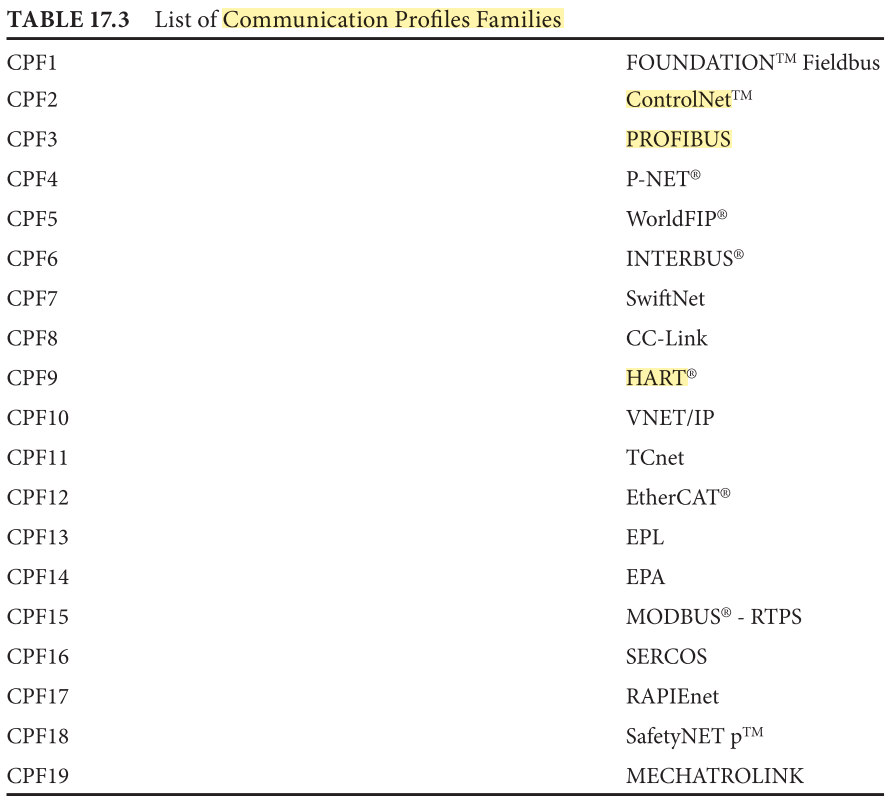 TABLE 17.3 List of Communication Profiles Families
CPF1 FOUNDATION™ Fieldbus
CPF2 ControlNet™
CPF3 PROFIBUS
CPF4 P-NET®
CPF5 WorldFIP®
CPF6 INTERBUS®
CPF7 SwiftNet
CPF8 CC-Link
CPF9 HART®
CPF10 VNET/IP
CPF11 TCnet
CPF12 EtherCAT®
CPF13 EPL
CPF14 EPA
CPF15 MODBUS® - RTPS
CPF16 SERCOS
CPF17 RAPIEnet
CPF18 SafetyNET p™
CPF19 MECHATROLINK